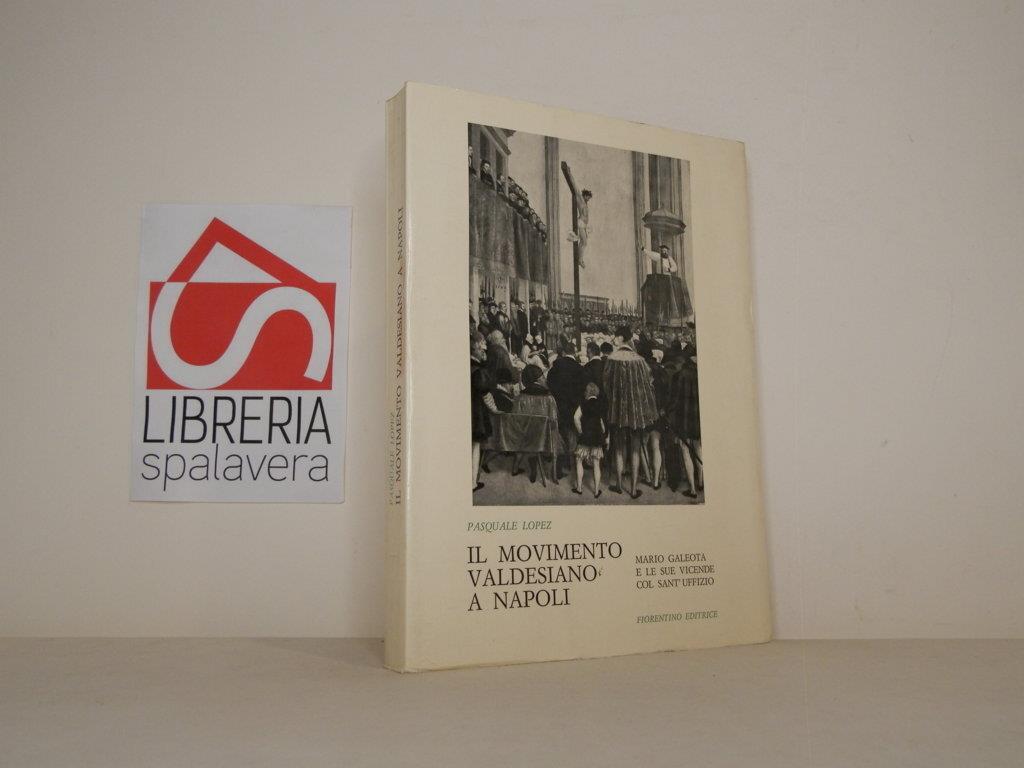 LIBRERIA
spalavera
PASQUALE LOPEZ
IL MOVIMENTO VALDESIANO A NAPOLI
PASQUALE LOPEZ
IL MOVIMENTO
VALDESIANO
A NAPOLI
MARIO GALEOTA
E LE SUE VICENDE
COL SANT'UFFIZIO
FIORENTINO EDITRICE